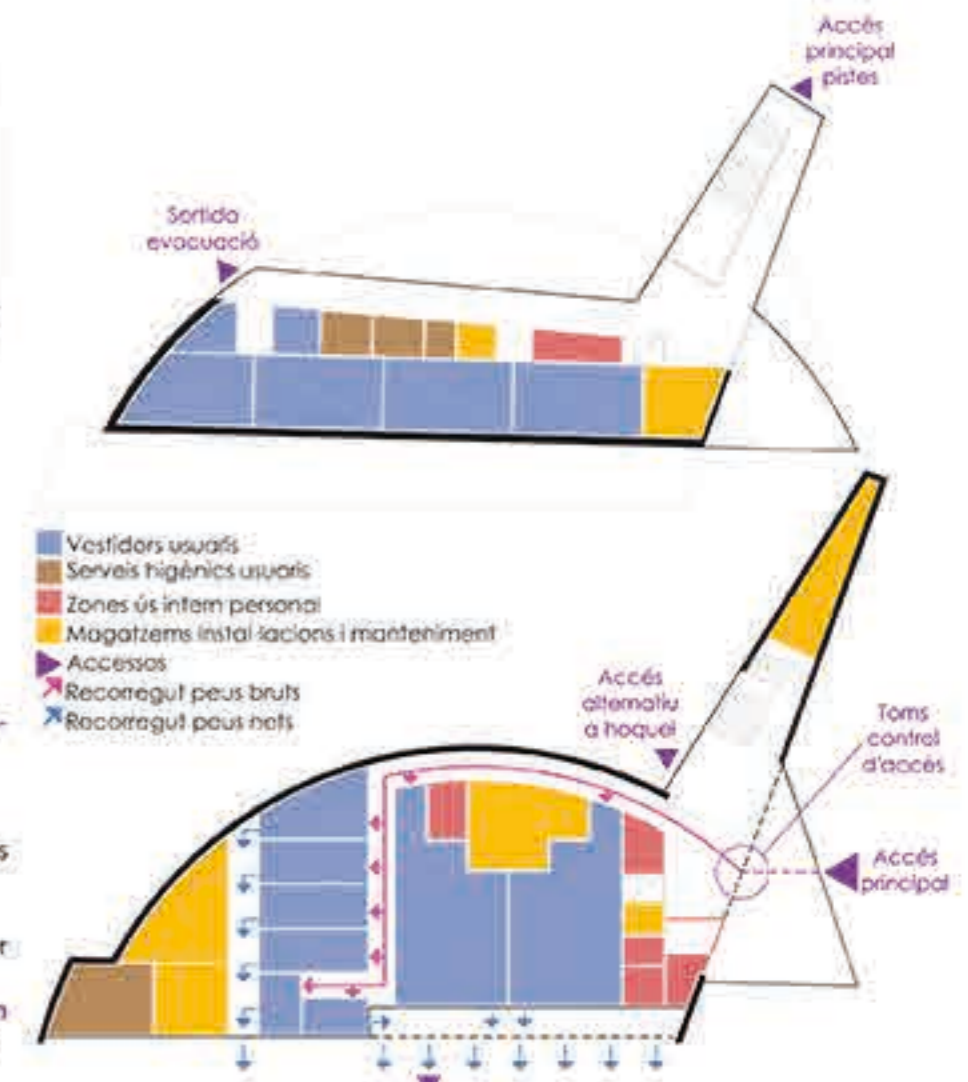 Accés
principal
pistes
Sortida
evacuació
Vestidors usuaris
Serveis higènics usuaris
Zones ús intern personal
Magatzems instal·lacions i manteniment
Accessos
Recorregut peus bruts
Recorregut peus nets
Accés
alternatiu
a hoquei
Torns
control
d'accés
Accés
principal